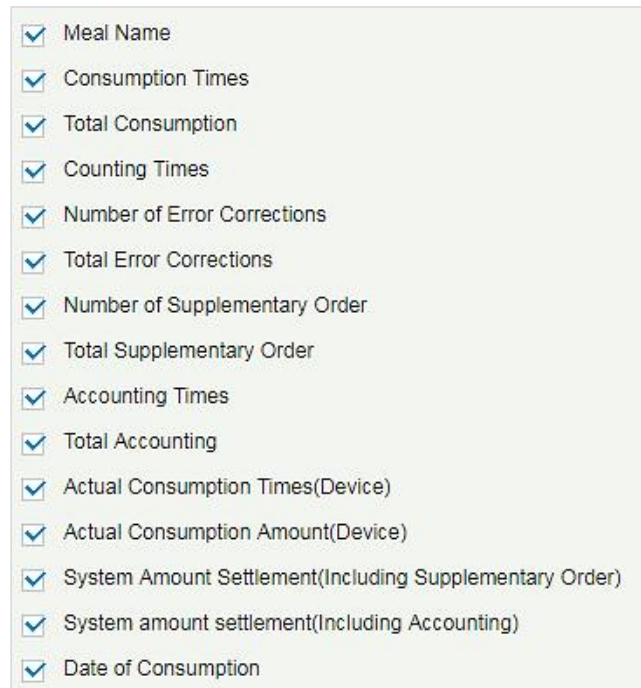 Meal Name
Consumption Times
Total Consumption
Counting Times
Number of Error Corrections
Total Error Corrections
Number of Supplementary Order
Total Supplementary Order
Accounting Times
Total Accounting
Actual Consumption Times(Device)
Actual Consumption Amount(Device)
System Amount Settlement(Including Supplementary Order)
System amount settlement(Including Accounting)
Date of Consumption